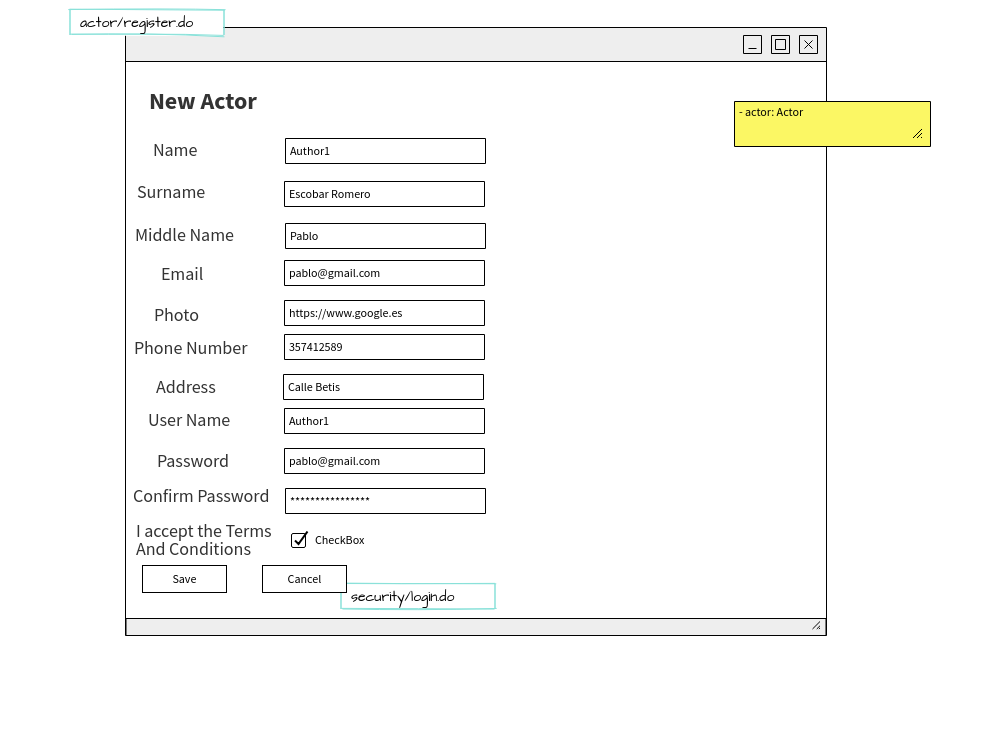 actor/register.do
New Actor
- actor: Actor
Name
Author1
Surname
Escobar Romero
Middle Name
Pablo
Email
pablo@gmail.com
Photo
https://www.google.es
Phone Number
357412589
Address
Calle Betis
User Name
Author1
Password
pablo@gmail.com
Confirm Password
****************
I accept the Terms
And Conditions
CheckBox
Save
Cancel
security/login.do